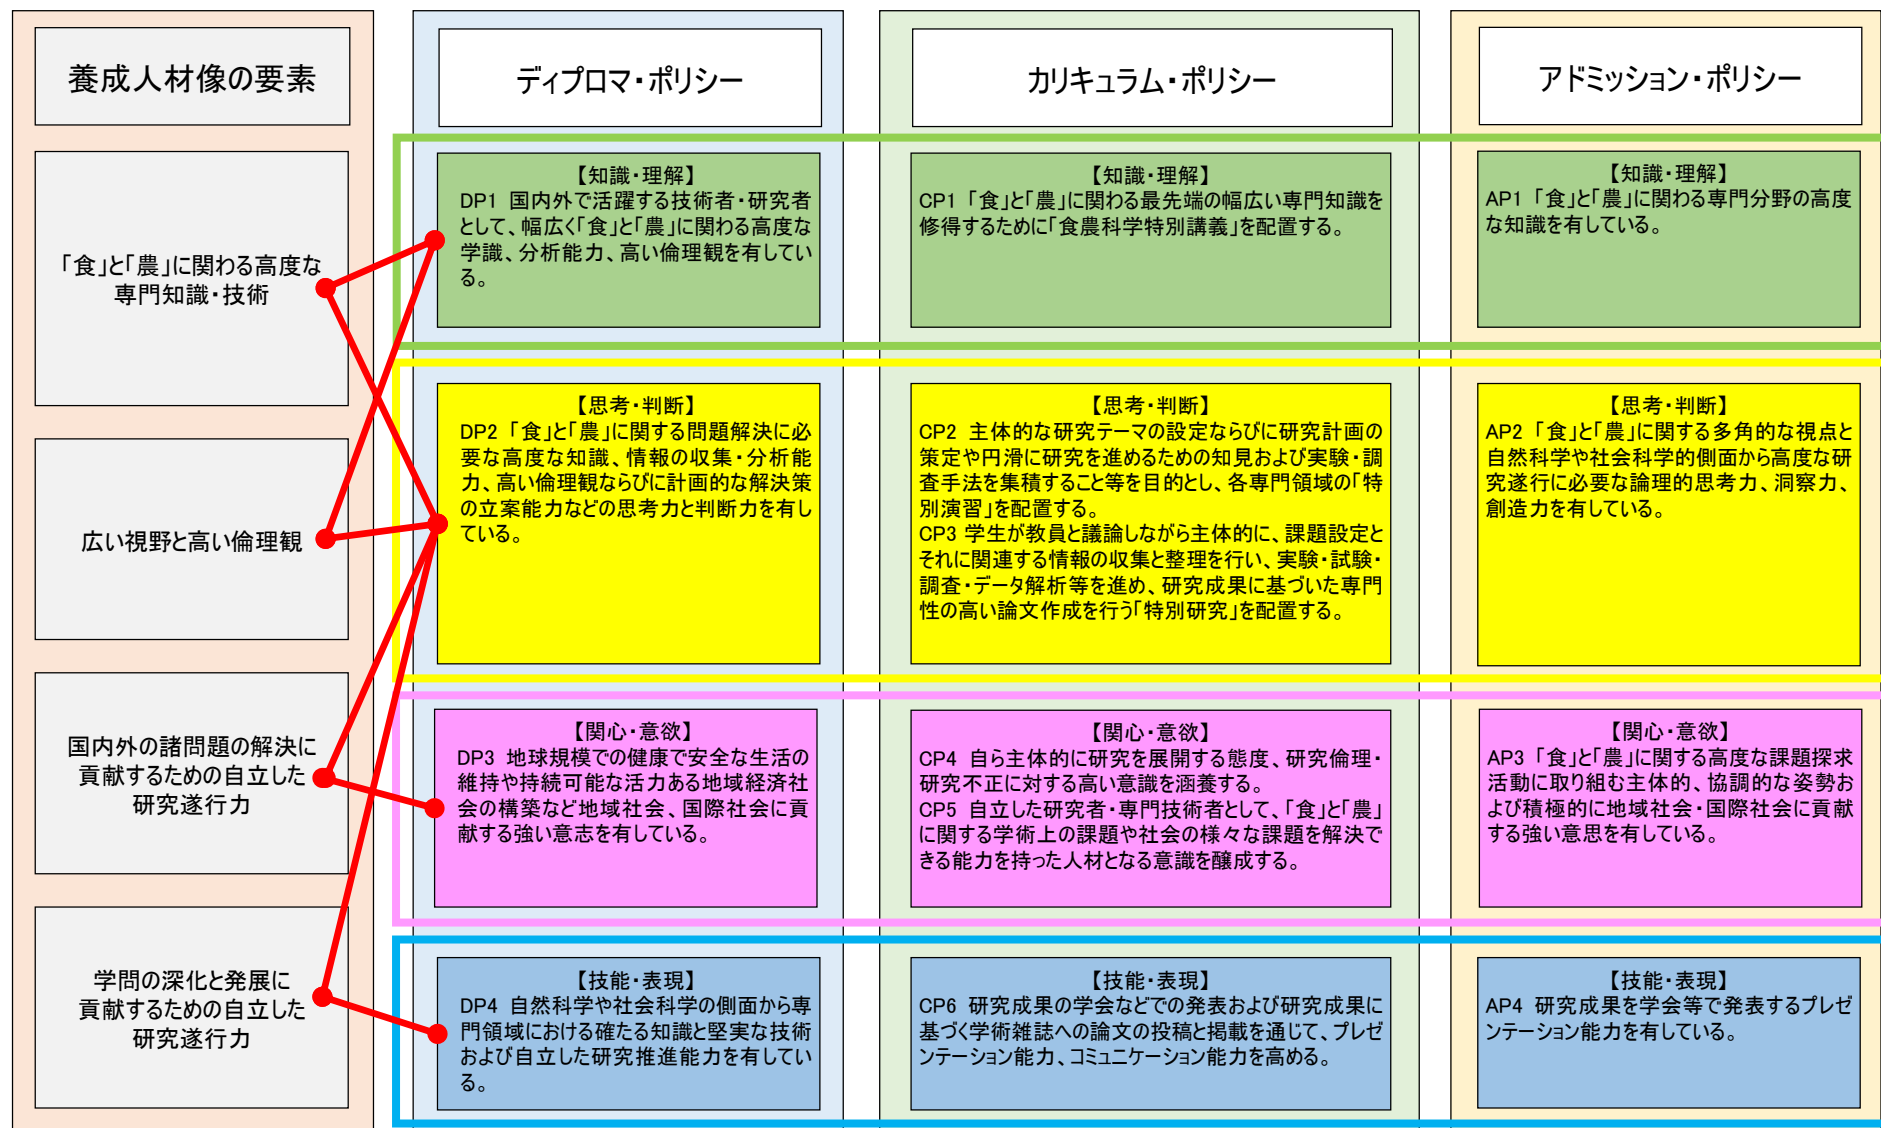 養成人材像の要素
「食」と「農」に関わる高度な
専門知識・技術
広い視野と高い倫理観
国内外の諸問題の解決に
貢献するための自立した
研究遂行力
学問の深化と発展に
貢献するための自立した
研究遂行力
ディプロマ・ポリシー
【知識・理解】
DP1 国内外で活躍する技術者・研究者
として、幅広く「食」と「農」に関わる高度な
学識、分析能力、高い倫理観を有してい
る。
【思考・判断】
DP2 「食」と「農」に関する問題解決に必
要な高度な知識、情報の収集・分析能
力、高い倫理観ならびに計画的な解決策
の立案能力などの思考力と判断力を有し
ている。
【関心・意欲】
DP3 地球規模での健康で安全な生活の
維持や持続可能な活力ある地域経済社
会の構築など地域社会、国際社会に貢
献する強い意志を有している。
【技能・表現】
DP4 自然科学や社会科学の側面から専
門領域における確たる知識と堅実な技術
および自立した研究推進能力を有してい
る。
カリキュラム・ポリシー
【知識・理解】
CP1 「食」と「農」に関わる最先端の幅広い専門知識を
修得するために「食農科学特別講義」を配置する。
【思考・判断】
CP2 主体的な研究テーマの設定ならびに研究計画の
策定や円滑に研究を進めるための知見および実験・調
査手法を集積すること等を目的とし、各専門領域の「特
別演習」を配置する。
CP3 学生が教員と議論しながら主体的に、課題設定と
それに関連する情報の収集と整理を行い、実験・試験・
調査・データ解析等を進め、研究成果に基づいた専門
性の高い論文作成を行う「特別研究」を配置する。
【関心・意欲】
CP4 自ら主体的に研究を展開する態度、研究倫理・
研究不正に対する高い意識を涵養する。
CP5 自立した研究者・専門技術者として、「食」と「農」
に関する学術上の課題や社会の様々な課題を解決で
きる能力を持った人材となる意識を醸成する。
【技能・表現】
CP6 研究成果の学会などでの発表および研究成果に
基づく学術雑誌への論文の投稿と掲載を通じて、プレゼ
ンテーション能力、コミュニケーション能力を高める。
アドミッション・ポリシー
【知識・理解】
AP1 「食」と「農」に関わる専門分野の高度
な知識を有している。
【思考・判断】
AP2 「食」と「農」に関する多角的な視点と
自然科学や社会科学的側面から高度な研
究遂行に必要な論理的思考力、洞察力、
創造力を有している。
【関心・意欲】
AP3 「食」と「農」に関する高度な課題探求
活動に取り組む主体的、協調的な姿勢お
よび積極的に地域社会・国際社会に貢献
する強い意思を有している。
【技能・表現】
AP4 研究成果を学会等で発表するプレゼ
ンテーション能力を有している。